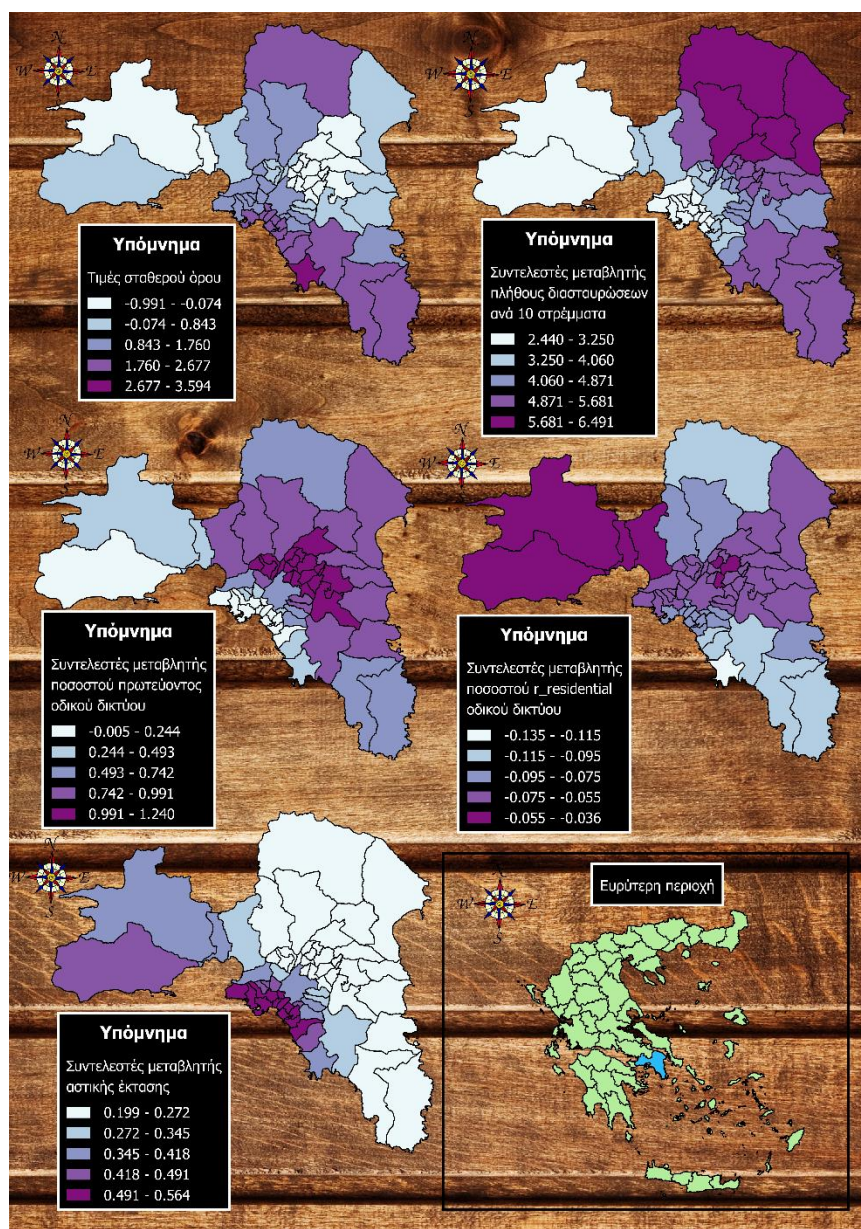 N
W E
S
Υπόμνημα
Τιμές σταθερού όρου
-0.991 - -0.074
-0.074 - 0.843
0.843 - 1.760
1.760 - 2.677
2.677 - 3.594
N
W E
S
Υπόμνημα
Συντελεστές μεταβλητής
πλήθους διασταυρώσεων
ανά 10 στρέμματα
2.440 - 3.250
3.250 - 4.060
4.060 - 4.871
4.871 - 5.681
5.681 - 6.491
N
W E
S
Υπόμνημα
Συντελεστές μεταβλητής
ποσοστού πρωτεύοντος
οδικού δικτύου
-0.005 - 0.244
0.244 - 0.493
0.493 - 0.742
0.742 - 0.991
0.991 - 1.240
N
W E
S
Υπόμνημα
Συντελεστές μεταβλητής
ποσοστού r_residential
οδικού δικτύου
-0.135 - -0.115
-0.115 - -0.095
-0.095 - -0.075
-0.075 - -0.055
-0.055 - -0.036
N
W E
S
Υπόμνημα
Συντελεστές μεταβλητής
αστικής έκτασης
0.199 - 0.272
0.272 - 0.345
0.345 - 0.418
0.418 - 0.491
0.491 - 0.564
N
W E
S
Ευρύτερη περιοχή